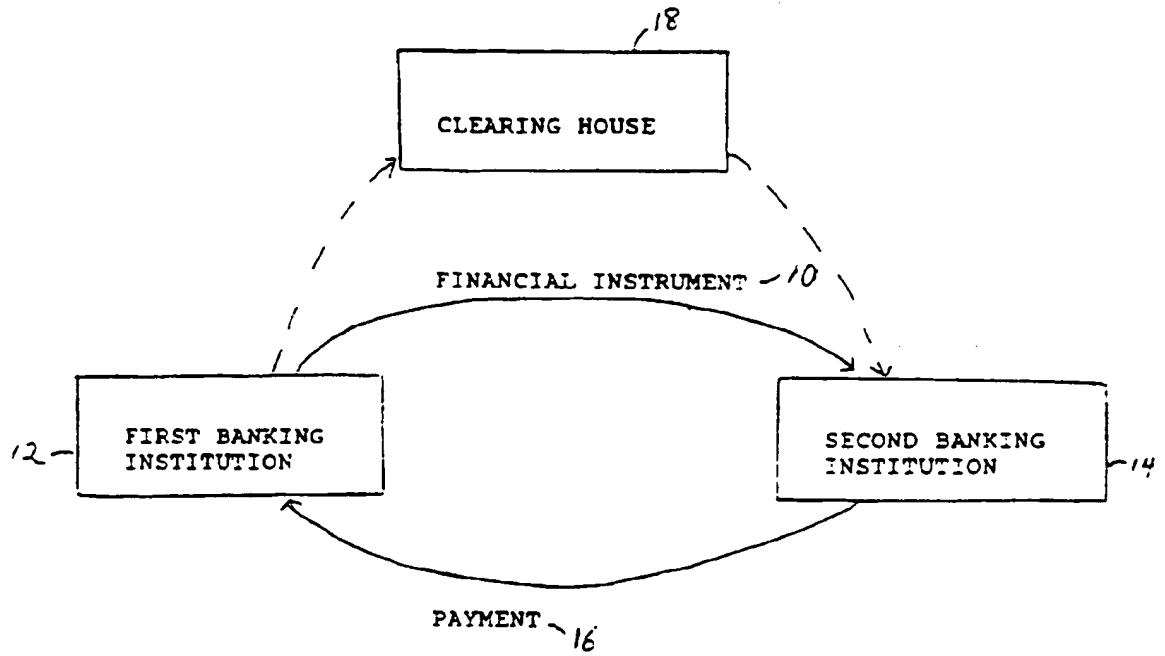 18
CLEARING HOUSE
FINANCIAL INSTRUMENT 10
12
FIRST BANKING
INSTITUTION
SECOND BANKING
INSTITUTION
14
PAYMENT 16